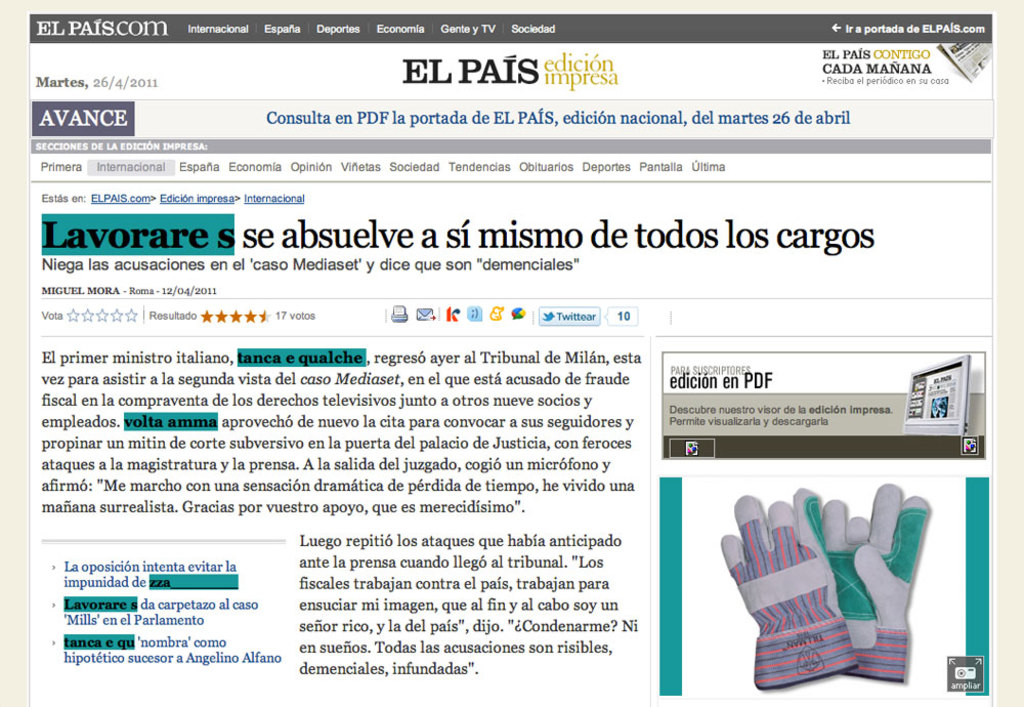 EL PAÍS.COM Internacional España Deportes Economía Gente y TV Sociedad Ir a portada de ELPAÍS.com
Martes, 26/4/2011
EL PAÍS edición impresa
EL PAÍS CONTIGO
CADA MAÑANA
· Reciba el periódico en su casa
AVANCE Consulta en PDF la portada de EL PAÍS, edición nacional, del martes 26 de abril
SECCIONES DE LA EDICIÓN IMPRESA:
Primera Internacional España Economía Opinión Viñetas Sociedad Tendencias Obituarios Deportes Pantalla Última
Estás en: ELPAIS.com> Edición impresa> Internacional
Lavorare s se absuelve a sí mismo de todos los cargos
Niega las acusaciones en el 'caso Mediaset' y dice que son "demenciales"
MIGUEL MORA - Roma - 12/04/2011
Vota Resultado 17 votos Twittear 10
El primer ministro italiano, tanca e qualche , regresó ayer al Tribunal de Milán, esta
vez para asistir a la segunda vista del caso Mediaset, en el que está acusado de fraude
fiscal en la compraventa de los derechos televisivos junto a otros nueve socios y
empleados. volta amma aprovechó de nuevo la cita para convocar a sus seguidores y
propinar un mitin de corte subversivo en la puerta del palacio de Justicia, con feroces
ataques a la magistratura y la prensa. A la salida del juzgado, cogió un micrófono y
afirmó: "Me marcho con una sensación dramática de pérdida de tiempo, he vivido una
mañana surrealista. Gracias por vuestro apoyo, que es merecidísimo".
› La oposición intenta evitar la
impunidad de zza_________
› Lavorare s da carpetazo al caso
'Mills' en el Parlamento
› tanca e qu 'nombra' como
hipotético sucesor a Angelino Alfano
Luego repitió los ataques que había anticipado
ante la prensa cuando llegó al tribunal. "Los
fiscales trabajan contra el país, trabajan para
ensuciar mi imagen, que al fin y al cabo soy un
señor rico, y la del país", dijo. "¿Condenarme? Ni
en sueños. Todas las acusaciones son risibles,
demenciales, infundadas".
PARA SUSCRIPTORES
edición en PDF
Descubre nuestro visor de la edición impresa.
Permite visualizarla y descargarla
EL PAÍS
ampliar